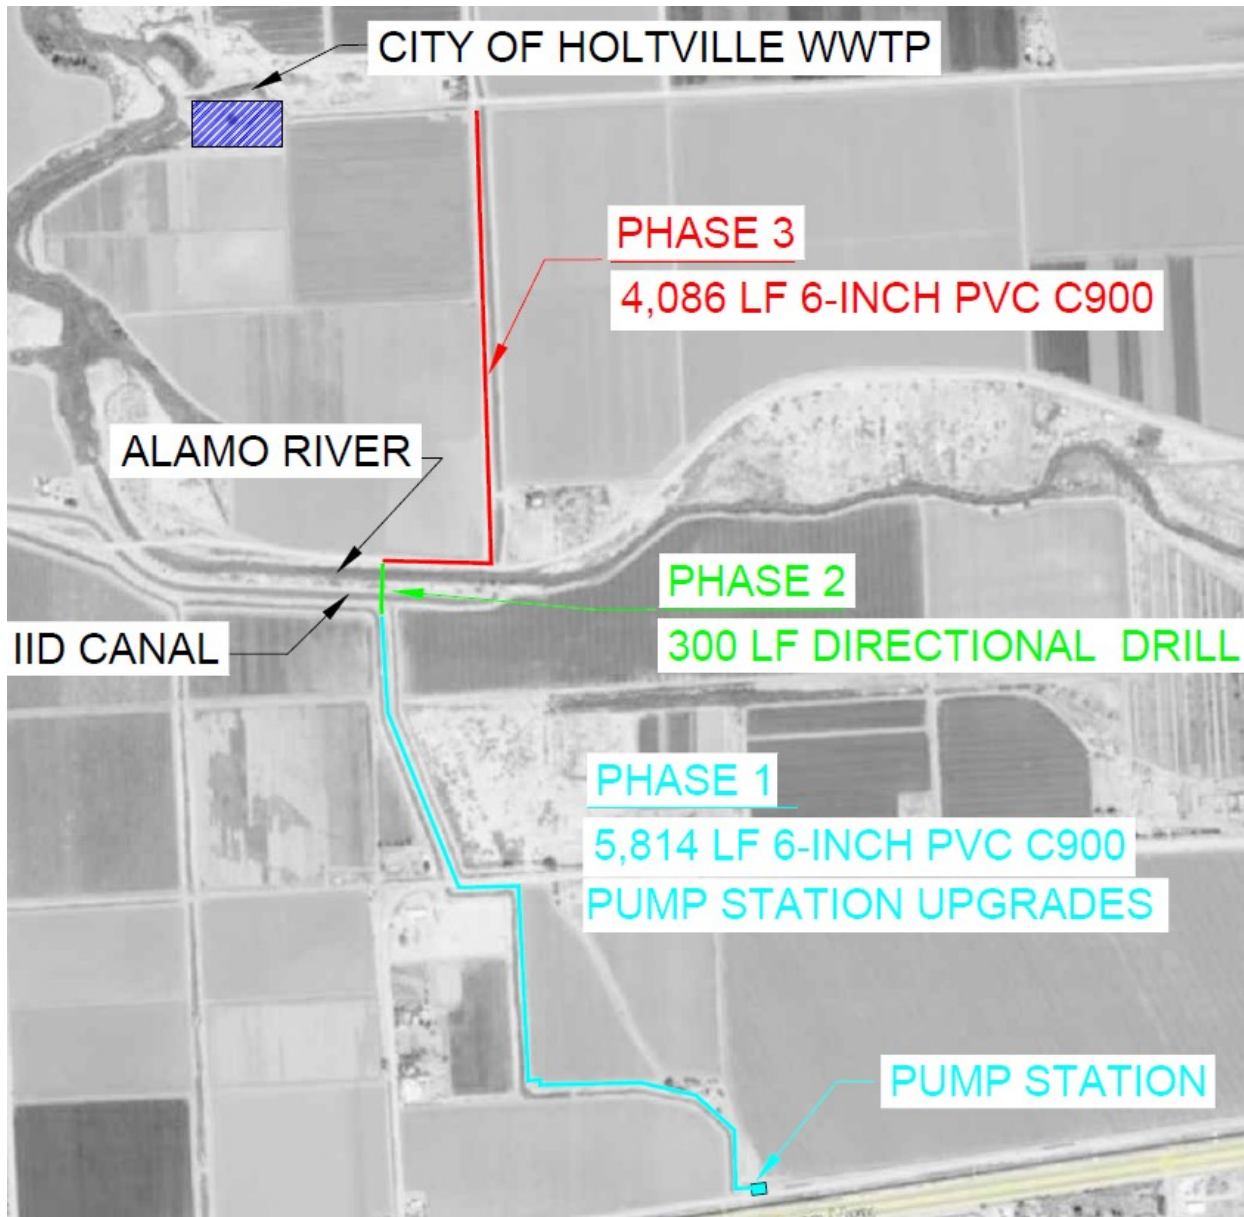 CITY OF HOLTVILLE WWTP
PHASE 3
4,086 LF 6-INCH PVC C900
ALAMO RIVER
PHASE 2
IID CANAL
300 LF DIRECTIONAL DRILL
PHASE 1
5,814 LF 6-INCH PVC C900
PUMP STATION UPGRADES
PUMP STATION